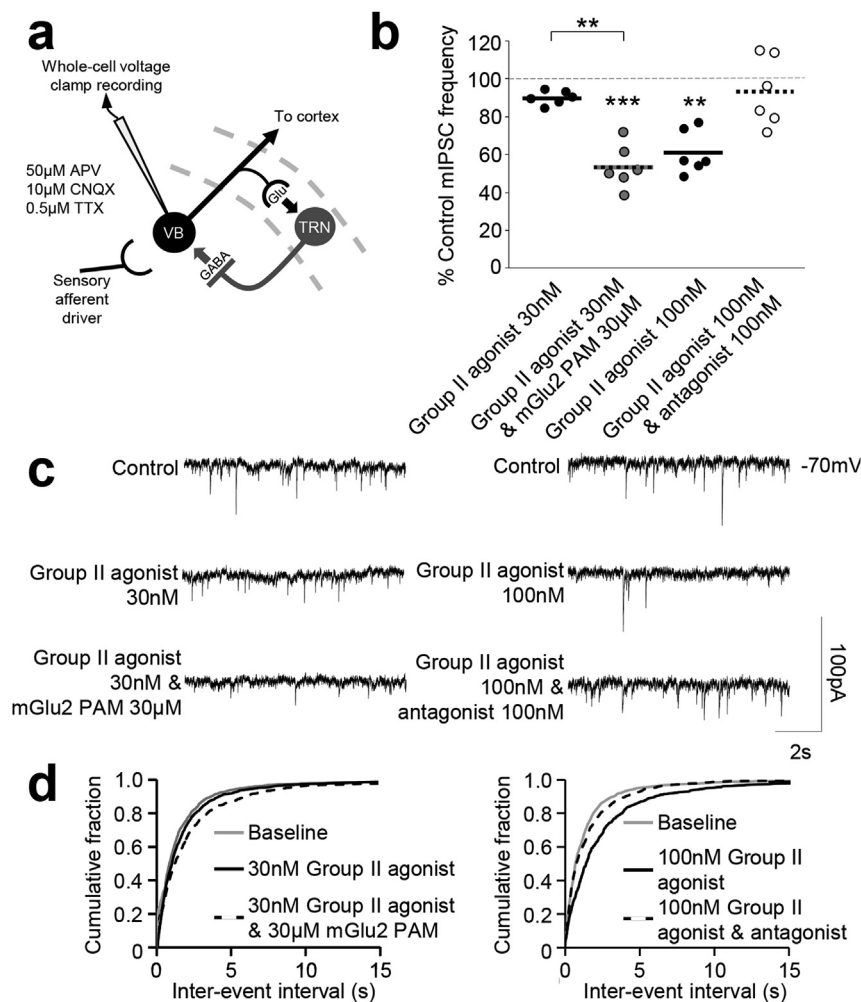 a
Whole-cell voltage
clamp recording
To cortex
50µM APV
10µM CNQX
0.5µM TTX
Glu
VB
TRN
GABA
Sensory
afferent
driver
b
**
% Control mIPSC frequency
120
100
80
60
40
20
0
***
**
Group II agonist 30nM
Group II agonist 30nM
& mGlu2 PAM 30µM
Group II agonist 100nM
Group II agonist 100nM
& antagonist 100nM
c
Control
Control
-70mV
Group II agonist
30nM
Group II agonist
100nM
Group II agonist
30nM &
mGlu2 PAM 30µM
Group II agonist
100nM &
antagonist 100nM
100pA
2s
d
Cumulative fraction
1.0
0.8
0.6
0.4
0.2
0
Baseline
30nM Group II agonist
30nM Group II agonist
& 30µM mGlu2 PAM
0
5
10
15
Inter-event interval (s)
Cumulative fraction
1.0
0.8
0.6
0.4
0.2
0
Baseline
100nM Group II
agonist
100nM Group II
agonist & antagonist
0
5
10
15
Inter-event interval (s)